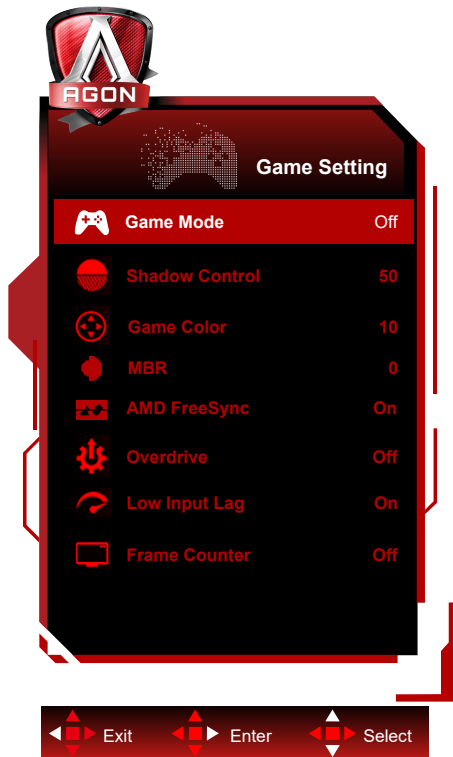 AGON
Game Setting
Game Mode Off
Shadow Control 50
Game Color 10
MBR 0
AMD FreeSync On
Overdrive Off
Low Input Lag On
Frame Counter Off
Exit Enter Select